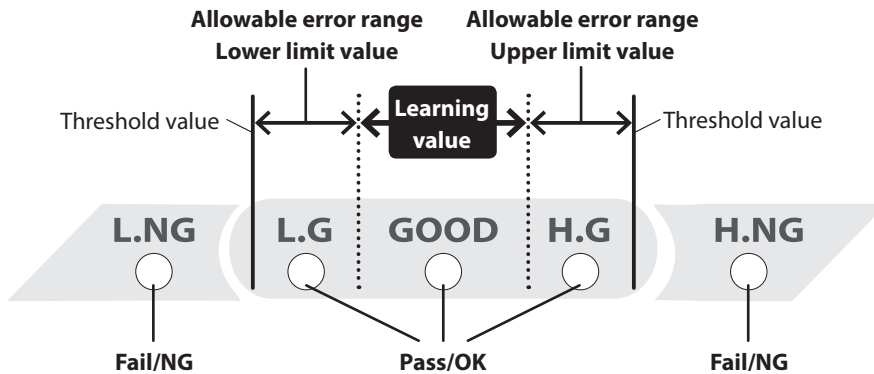 Allowable error range
Lower limit value
Allowable error range
Upper limit value
Threshold value
Learning
value
Threshold value
L.NG
L.G
GOOD
H.G
H.NG
Fail/NG
Pass/OK
Fail/NG